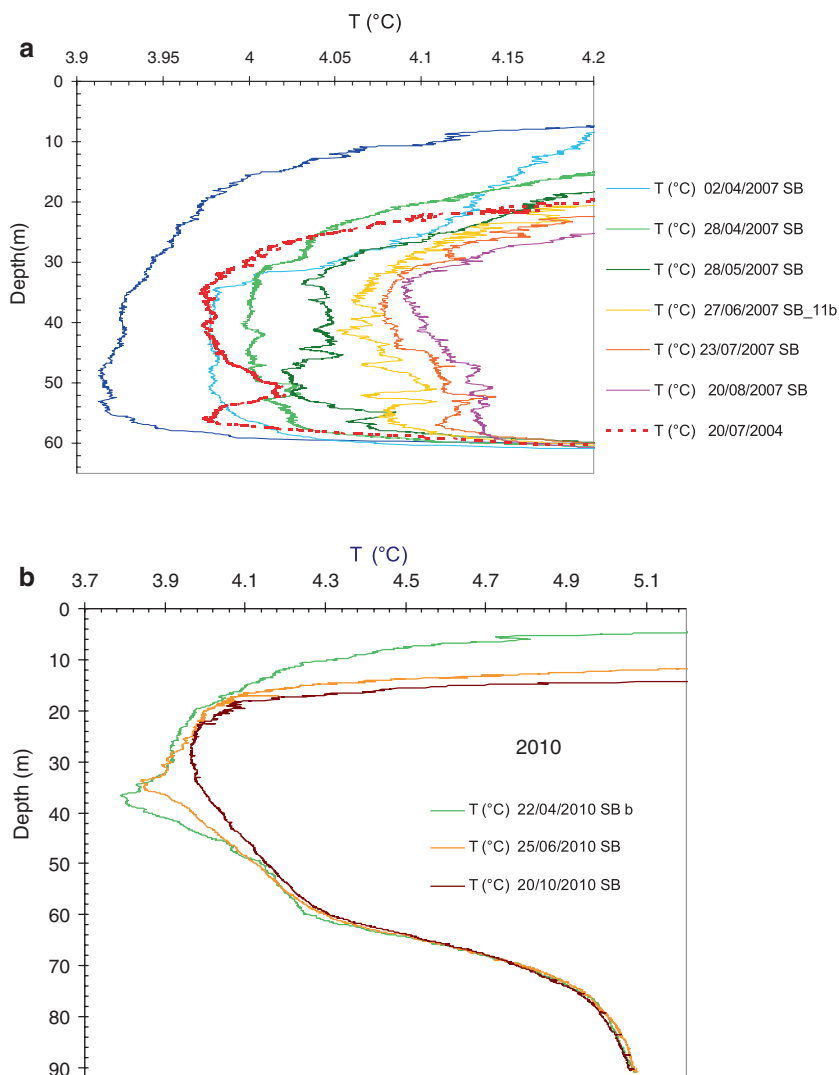 T (°C)
a
3.9 3.95 4 4.05 4.1 4.15 4.2
0
10
20
30
40
50
60
Depth(m)
T (°C) 02/04/2007 SB
T (°C) 28/04/2007 SB
T (°C) 28/05/2007 SB
T (°C) 27/06/2007 SB_11b
T (°C) 23/07/2007 SB
T (°C) 20/08/2007 SB
T (°C) 20/07/2004
T (°C)
b
3.7 3.9 4.1 4.3 4.5 4.7 4.9 5.1
0
10
20
30
40
50
60
70
80
90
Depth (m)
2010
T (°C) 22/04/2010 SB b
T (°C) 25/06/2010 SB
T (°C) 20/10/2010 SB